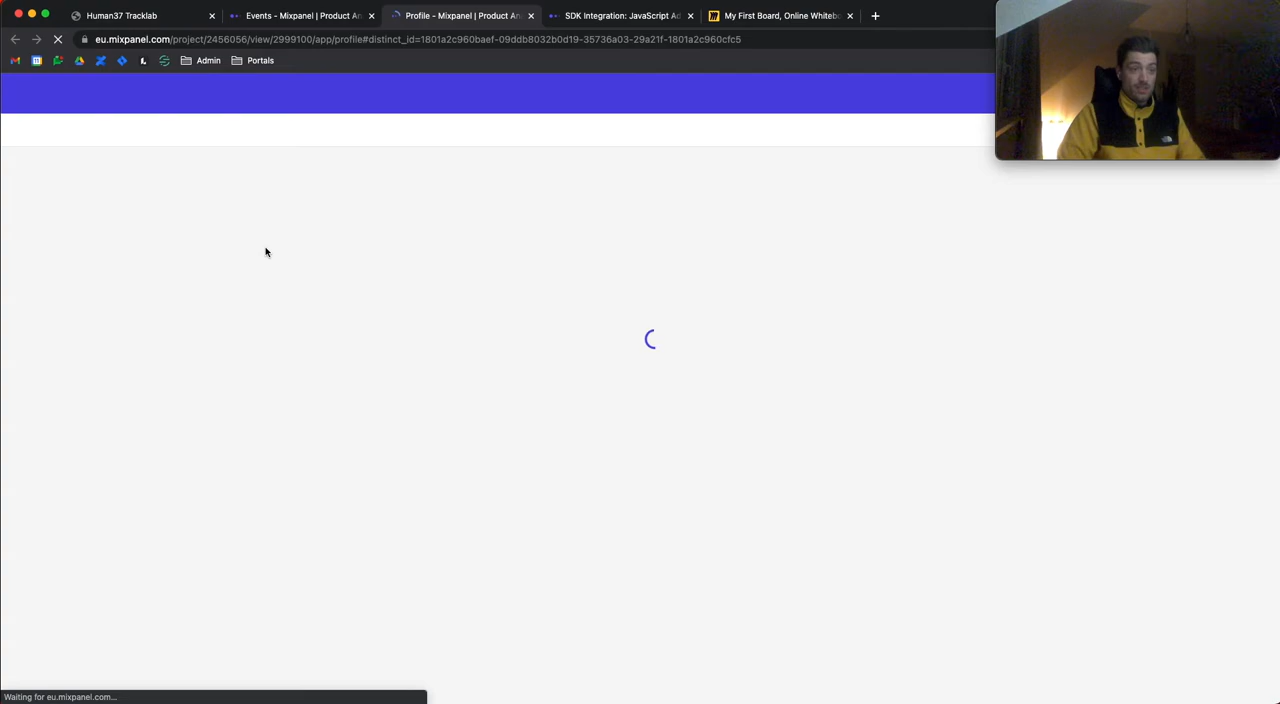 Human37 Tracklab
Events - Mixpanel | Product An
Profile - Mixpanel | Product An
SDK Integration: JavaScript Ad
My First Board, Online Whitebo
eu.mixpanel.com/project/2456056/view/2999100/app/profile#distinct_id=1801a2c960baef-09ddb8032b0d19-35736a03-29a21f-1801a2c960cfc5
Admin
Portals
Waiting for eu.mixpanel.com...